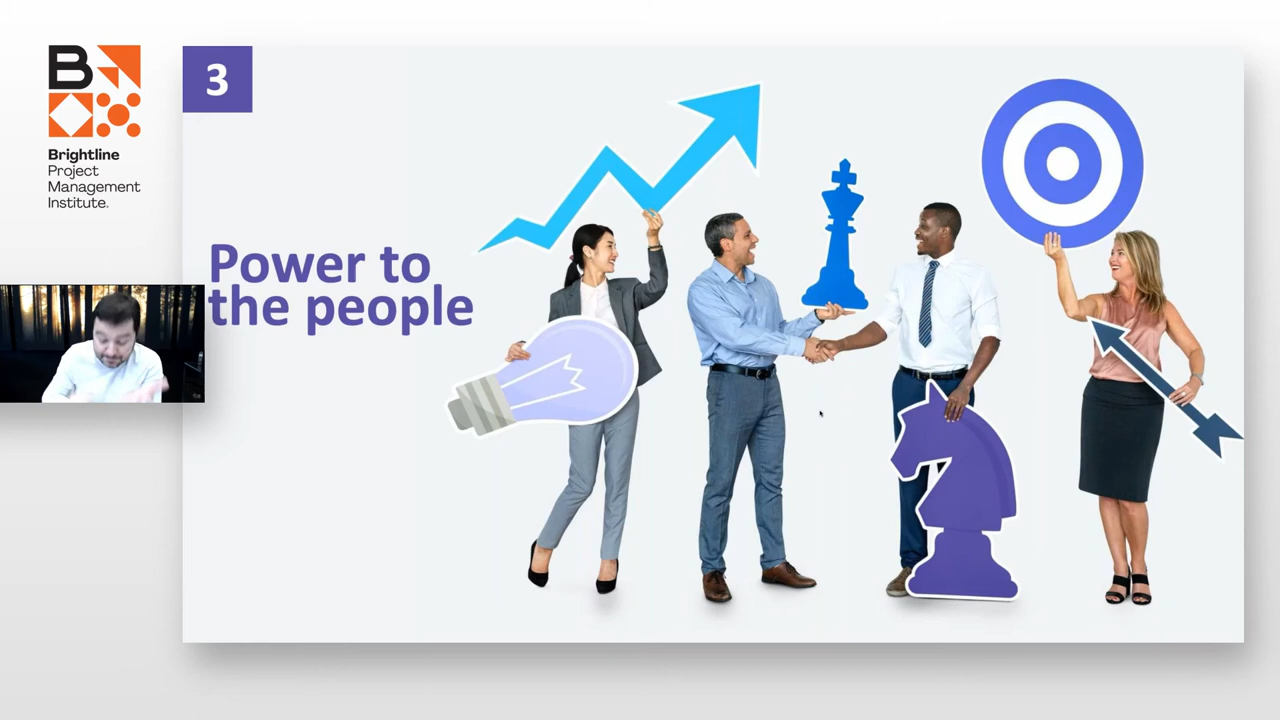 Brightline
Project
Management
Institute.
3
Power to
the people